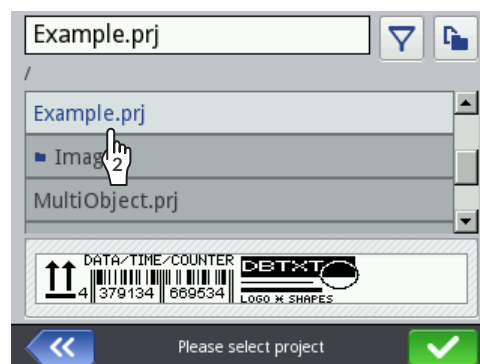 Example.prj
/
Example.prj
2
MultiObject.prj
DATA/TIME/COUNTER
DBTXT
4 379134 669534
LOGO * SHAPES
Please select project